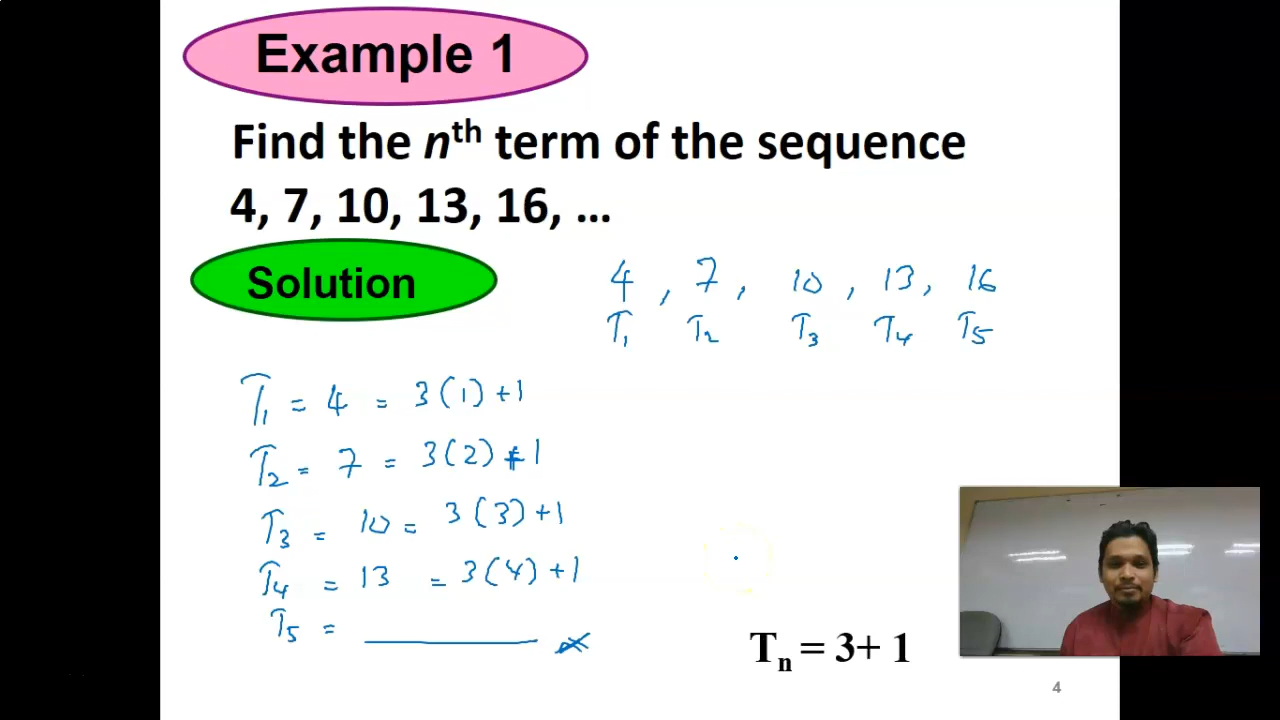 Example 1
Find the nth term of the sequence
4, 7, 10, 13, 16, ...
Solution
4 , 7 , 10 , 13 , 16
T1 T2 T3 T4 T5
T1 = 4 = 3(1)+1
T2 = 7 = 3(2)+1
T3 = 10 = 3(3)+1
T4 = 13 = 3(4)+1
T5 =
Tn = 3+ 1
4